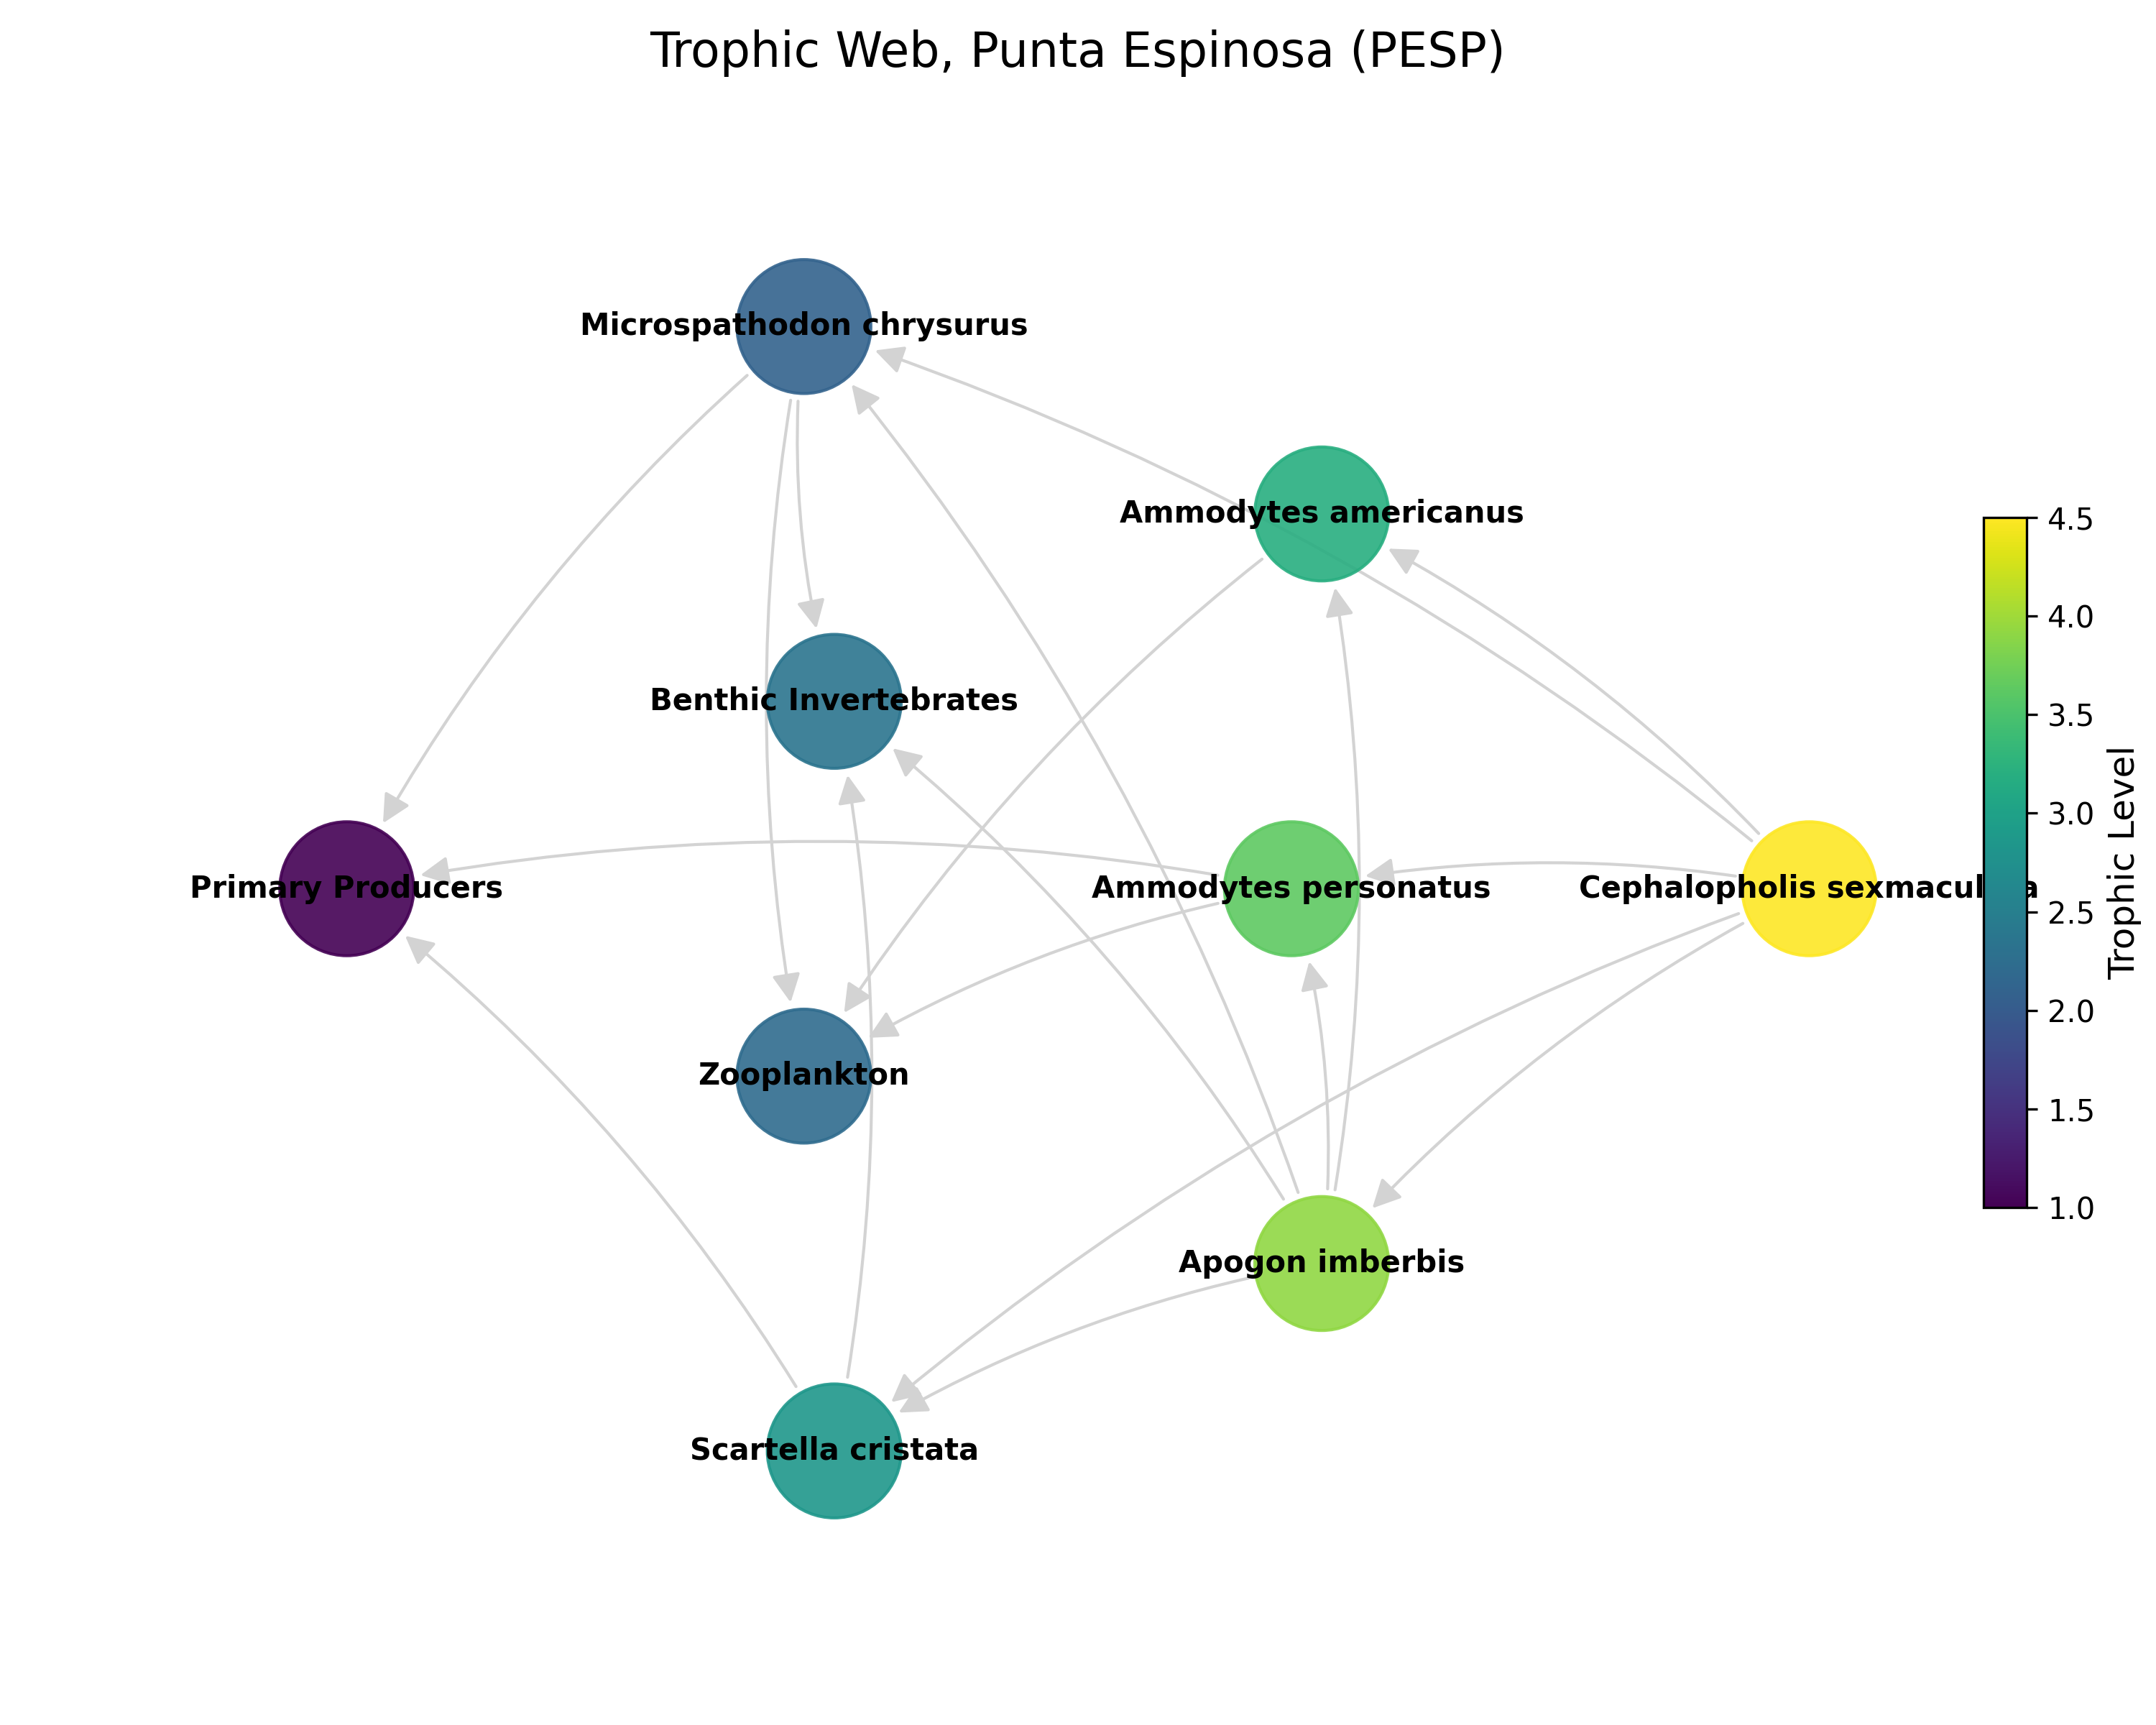 Trophic Web, Punta Espinosa (PESP)
Microspathodon chrysurus
Ammodytes americanus
Benthic Invertebrates
Primary Producers
Ammodytes personatus
Zooplankton
Apogon imberbis
Scartella cristata
Cephalopholis
4.5
4.0
3.5
3.0
2.5
2.0
1.5
1.0
Trophic Level